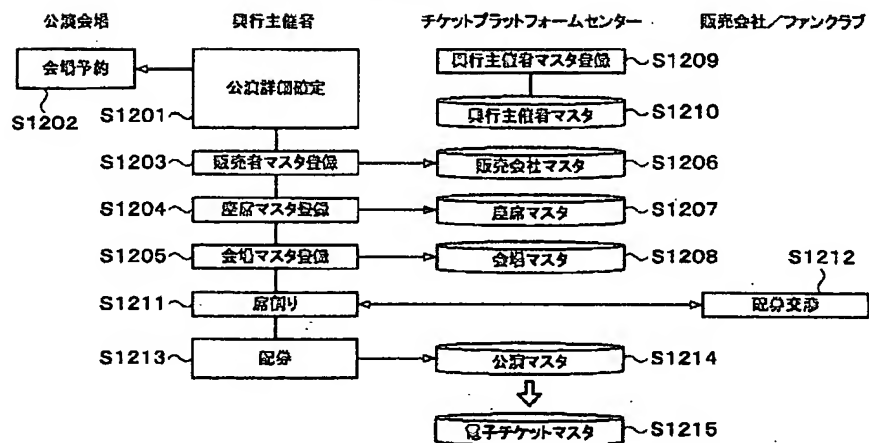 公演会場 興行主催者 チケットプラットフォームセンター 販売会社/ファンクラブ
会場予約 公演詳細確定 興行主催者マスタ登録 S1209
S1202 S1201 興行主催者マスタ S1210
S1203 販売者マスタ登録 販売会社マスタ S1206
S1204 座席マスタ登録 座席マスタ S1207
S1205 会場マスタ登録 会場マスタ S1208
S1212
S1211 席割り 配券交渉
S1213 配券 公演マスタ S1214
電子チケットマスタ S1215